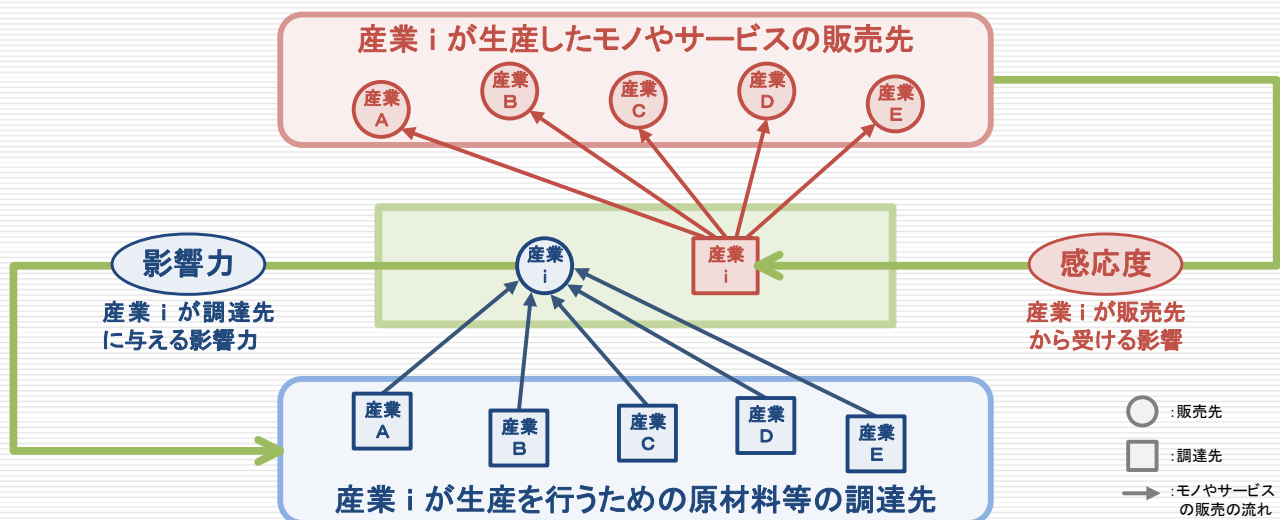 産業ｉが生産したモノやサービスの販売先
産業
A
産業
B
産業
C
産業
D
産業
E
影響力
産業ｉが調達先
に与える影響力
産業
i
産業
i
感応度
産業ｉが販売先
から受ける影響
産業
A
産業
B
産業
C
産業
D
産業
E
産業ｉが生産を行うための原材料等の調達先
:販売先
:調達先
:モノやサービス
の販売の流れ